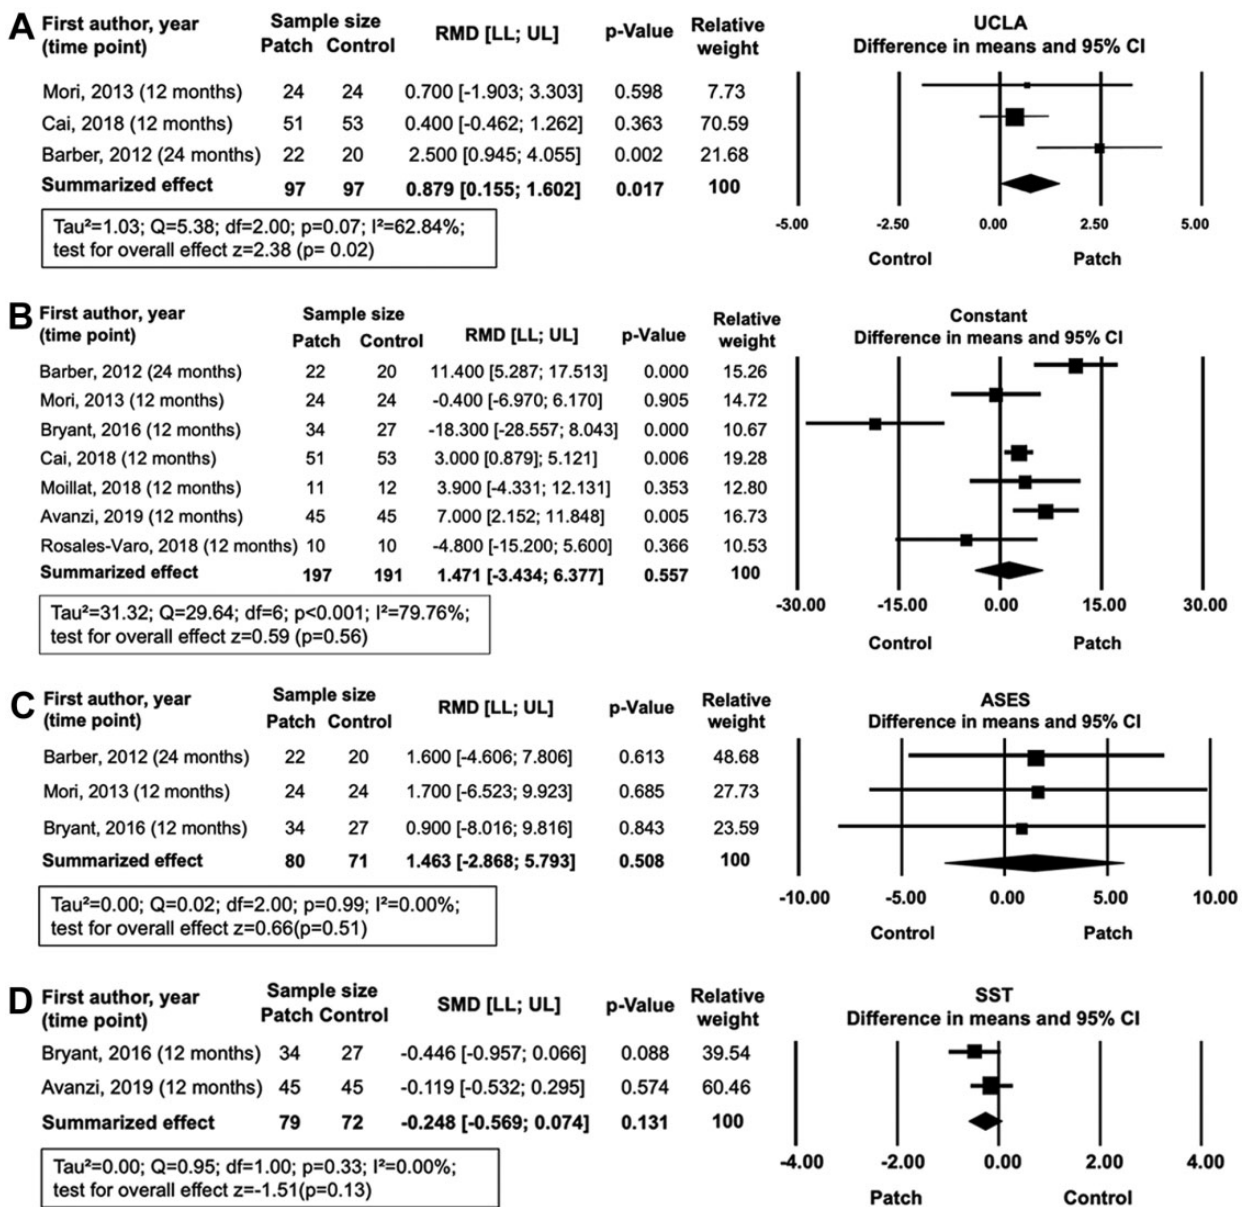 A First author, year (time point) Sample size Patch Control RMD [LL; UL] p-Value Relative weight UCLA Difference in means and 95% CI
Mori, 2013 (12 months) 24 24 0.700 [-1.903; 3.303] 0.598 7.73
Cai, 2018 (12 months) 51 53 0.400 [-0.462; 1.262] 0.363 70.59
Barber, 2012 (24 months) 22 20 2.500 [0.945; 4.055] 0.002 21.68
Summarized effect 97 97 0.879 [0.155; 1.602] 0.017 100
Tau²=1.03; Q=5.38; df=2.00; p=0.07; I²=62.84%;
test for overall effect z=2.38 (p= 0.02)
-5.00 -2.50 0.00 2.50 5.00
Control Patch
B First author, year (time point) Sample size Patch Control RMD [LL; UL] p-Value Relative weight Constant Difference in means and 95% CI
Barber, 2012 (24 months) 22 20 11.400 [5.287; 17.513] 0.000 15.26
Mori, 2013 (12 months) 24 24 -0.400 [-6.970; 6.170] 0.905 14.72
Bryant, 2016 (12 months) 34 27 -18.300 [-28.557; 8.043] 0.000 10.67
Cai, 2018 (12 months) 51 53 3.000 [0.879]; 5.121] 0.006 19.28
Moillat, 2018 (12 months) 11 12 3.900 [-4.331; 12.131] 0.353 12.80
Avanzi, 2019 (12 months) 45 45 7.000 [2.152; 11.848] 0.005 16.73
Rosales-Varo, 2018 (12 months) 10 10 -4.800 [-15.200; 5.600] 0.366 10.53
Summarized effect 197 191 1.471 [-3.434; 6.377] 0.557 100
Tau²=31.32; Q=29.64; df=6; p<0.001; I²=79.76%;
test for overall effect z=0.59 (p=0.56)
-30.00 -15.00 0.00 15.00 30.00
Control Patch
C First author, year (time point) Sample size Patch Control RMD [LL; UL] p-Value Relative weight ASES Difference in means and 95% CI
Barber, 2012 (24 months) 22 20 1.600 [-4.606; 7.806] 0.613 48.68
Mori, 2013 (12 months) 24 24 1.700 [-6.523; 9.923] 0.685 27.73
Bryant, 2016 (12 months) 34 27 0.900 [-8.016; 9.816] 0.843 23.59
Summarized effect 80 71 1.463 [-2.868; 5.793] 0.508 100
Tau²=0.00; Q=0.02; df=2.00; p=0.99; I²=0.00%;
test for overall effect z=0.66(p=0.51)
-10.00 -5.00 0.00 5.00 10.00
Control Patch
D First author, year (time point) Sample size Patch Control SMD [LL; UL] p-Value Relative weight SST Difference in means and 95% CI
Bryant, 2016 (12 months) 34 27 -0.446 [-0.957; 0.066] 0.088 39.54
Avanzi, 2019 (12 months) 45 45 -0.119 [-0.532; 0.295] 0.574 60.46
Summarized effect 79 72 -0.248 [-0.569; 0.074] 0.131 100
Tau²=0.00; Q=0.95; df=1.00; p=0.33; I²=0.00%;
test for overall effect z=-1.51(p=0.13)
-4.00 -2.00 0.00 2.00 4.00
Patch Control